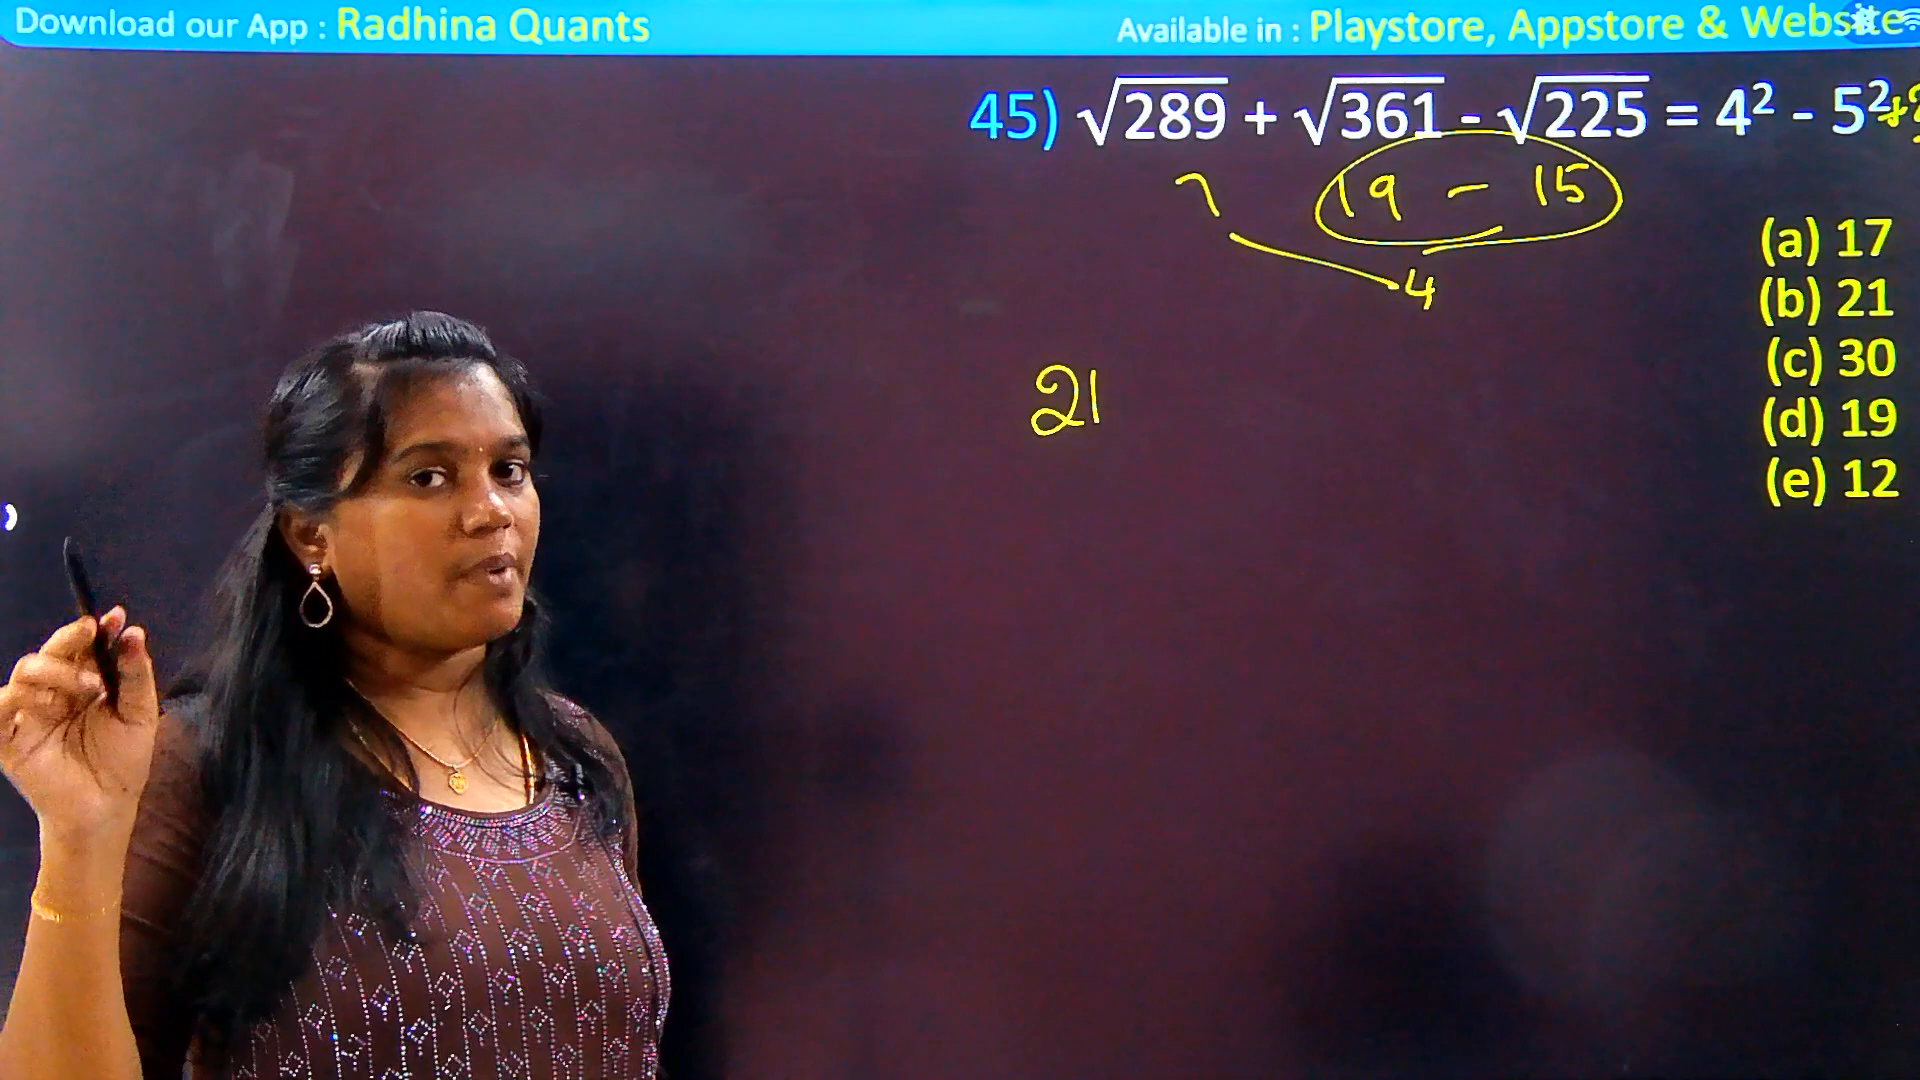 Download our App : Radhina Quants
Available in : Playstore, Appstore & Website
45) √289 + √361 - √225 = 4² - 5² +
19 - 15
4
21
(a) 17
(b) 21
(c) 30
(d) 19
(e) 12